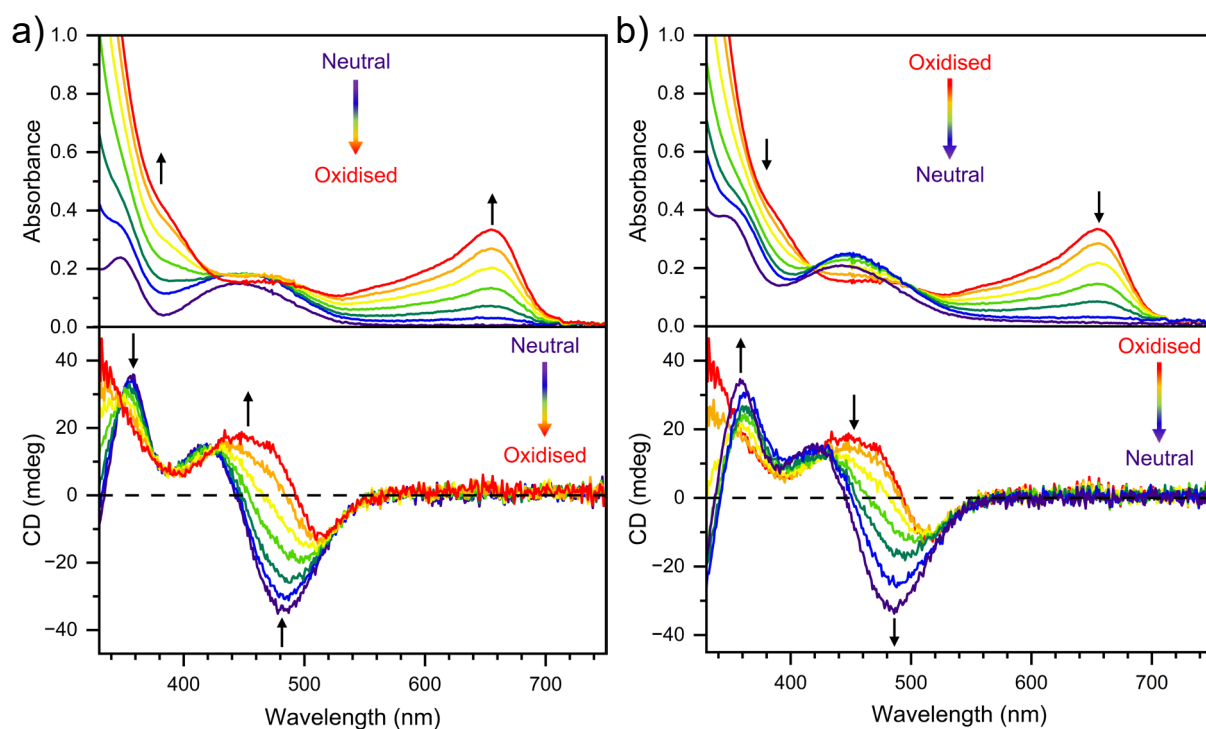 a)
1.0
0.8
0.6
0.4
0.2
0.0
Absorbance
Neutral
Oxidised
40
20
0
−20
−40
CD (mdeg)
Neutral
Oxidised
400 500 600 700
Wavelength (nm)
b)
1.0
0.8
0.6
0.4
0.2
0.0
Absorbance
Oxidised
Neutral
40
20
0
−20
−40
CD (mdeg)
Oxidised
Neutral
400 500 600 700
Wavelength (nm)